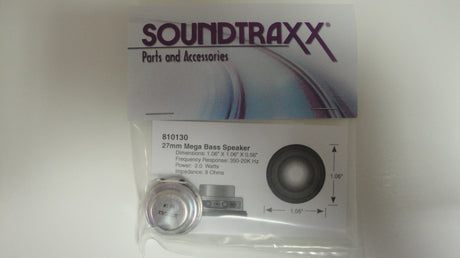 SOUNDTRAXX
Parts and Accessories
810130
27mm Mega Bass Speaker
Dimensions: 1.06" X 1.06" X 0.56"
Frequency Response: 350-20K Hz
Power: 2.0 Watts
Impedance: 8 Ohms
1.06"
1.06"